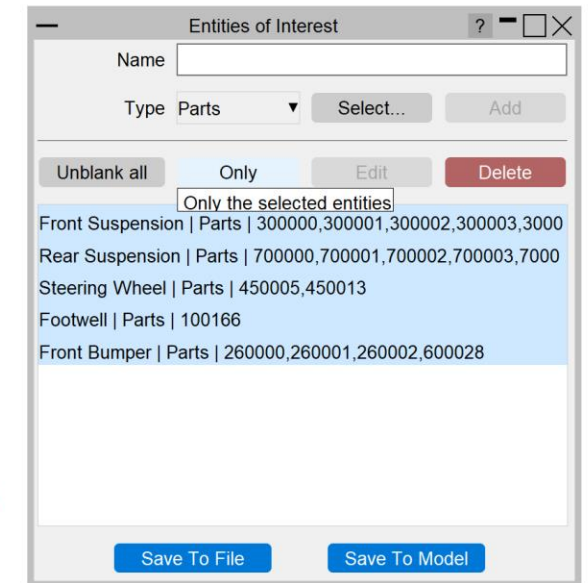 Entities of Interest ?
Name
Type Parts Select... Add
Unblank all Only Edit Delete
Only the selected entities
Front Suspension | Parts | 300000,300001,300002,300003,3000
Rear Suspension | Parts | 700000,700001,700002,700003,7000
Steering Wheel | Parts | 450005,450013
Footwell | Parts | 100166
Front Bumper | Parts | 260000,260001,260002,600028
Save To File Save To Model